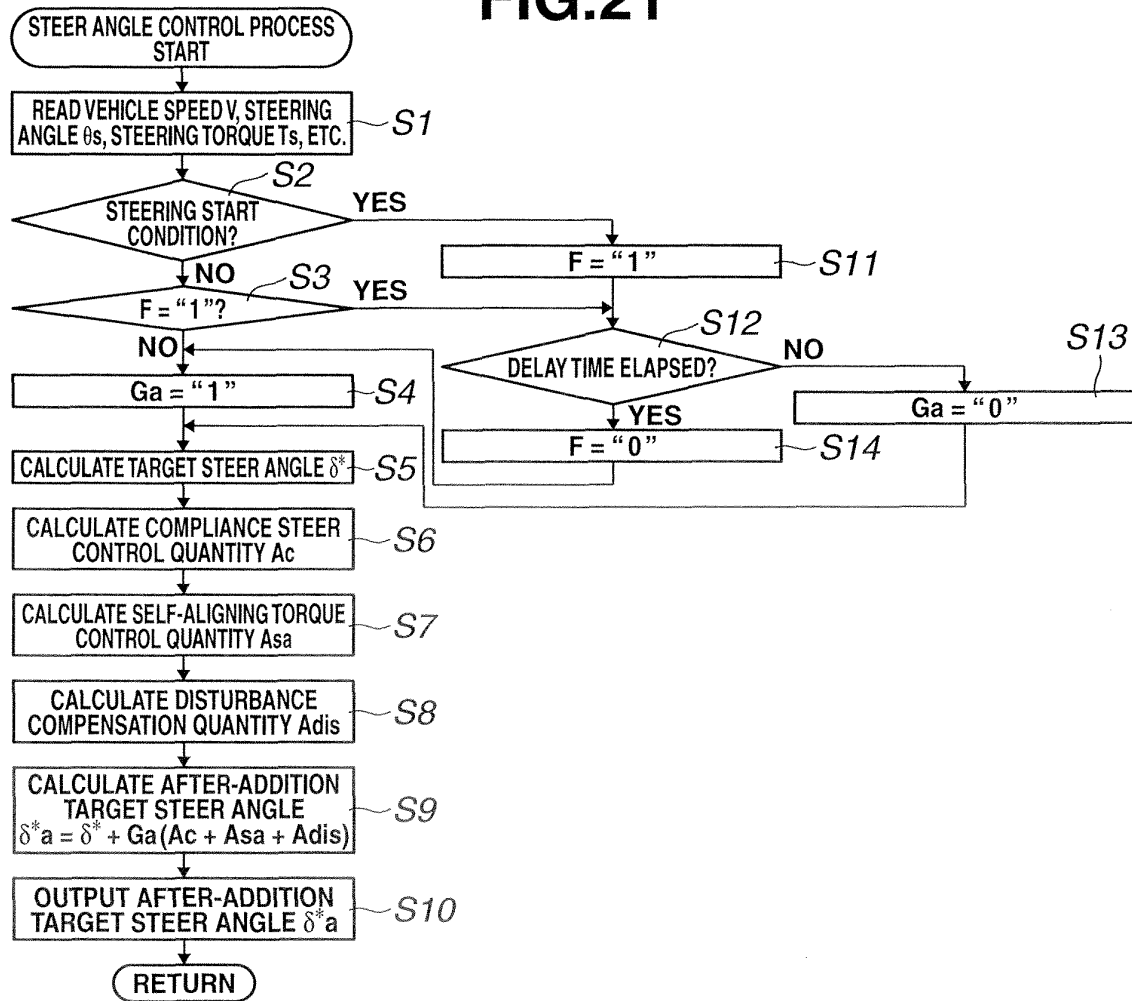 FIG.21
STEER ANGLE CONTROL PROCESS
START
READ VEHICLE SPEED V, STEERING
ANGLE θs, STEERING TORQUE Ts, ETC.
S1
STEERING START
CONDITION?
S2
YES
NO
F = “1”
S11
F = “1”?
S3
YES
NO
DELAY TIME ELAPSED?
S12
NO
YES
Ga = “0”
S13
Ga = “1”
S4
F = “0”
S14
CALCULATE TARGET STEER ANGLE δ*
S5
CALCULATE COMPLIANCE STEER
CONTROL QUANTITY Ac
S6
CALCULATE SELF-ALIGNING TORQUE
CONTROL QUANTITY Asa
S7
CALCULATE DISTURBANCE
COMPENSATION QUANTITY Adis
S8
CALCULATE AFTER-ADDITION
TARGET STEER ANGLE
δ*a = δ* + Ga(Ac + Asa + Adis)
S9
OUTPUT AFTER-ADDITION
TARGET STEER ANGLE δ*a
S10
RETURN